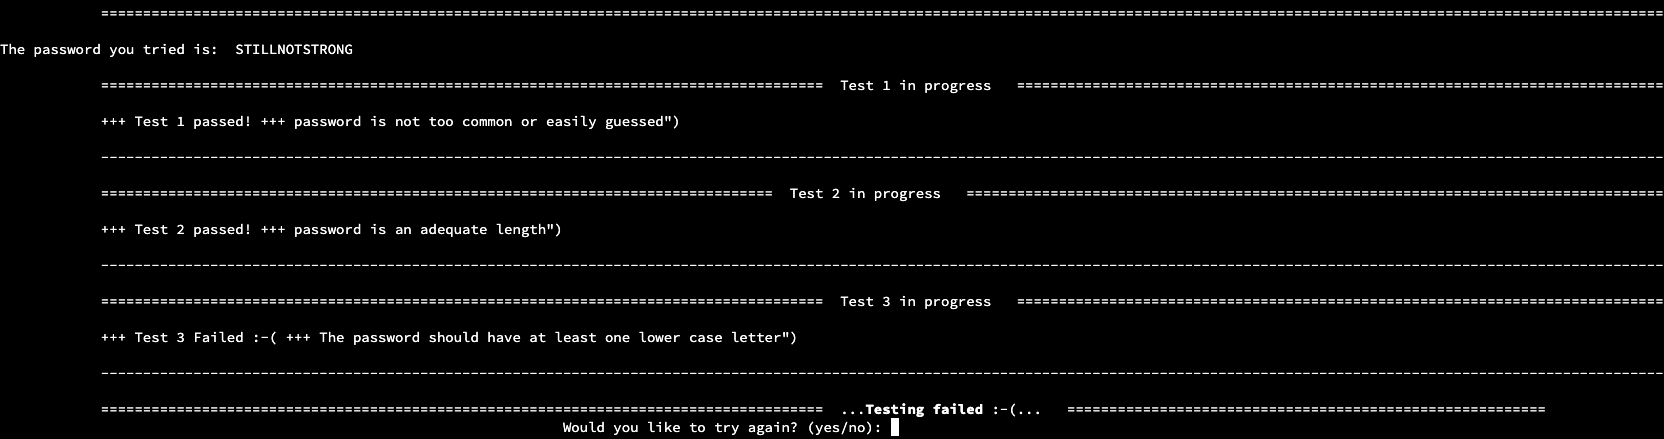 ================================================================================================================================================================================================
The password you tried is:  STILLNOTSTRONG
======================================================================================  Test 1 in progress   =============================================================================
+++ Test 1 passed! +++ password is not too common or easily guessed")
----------------------------------------------------------------------------------------------------------------------------------------------------------------------------------------
================================================================================  Test 2 in progress   ===================================================================================
+++ Test 2 passed! +++ password is an adequate length")
----------------------------------------------------------------------------------------------------------------------------------------------------------------------------------------
======================================================================================  Test 3 in progress   =============================================================================
+++ Test 3 Failed :-( +++ The password should have at least one lower case letter")
----------------------------------------------------------------------------------------------------------------------------------------------------------------------------------------
======================================================================================  ...Testing failed :-(...   =========================================================
Would you like to try again? (yes/no):